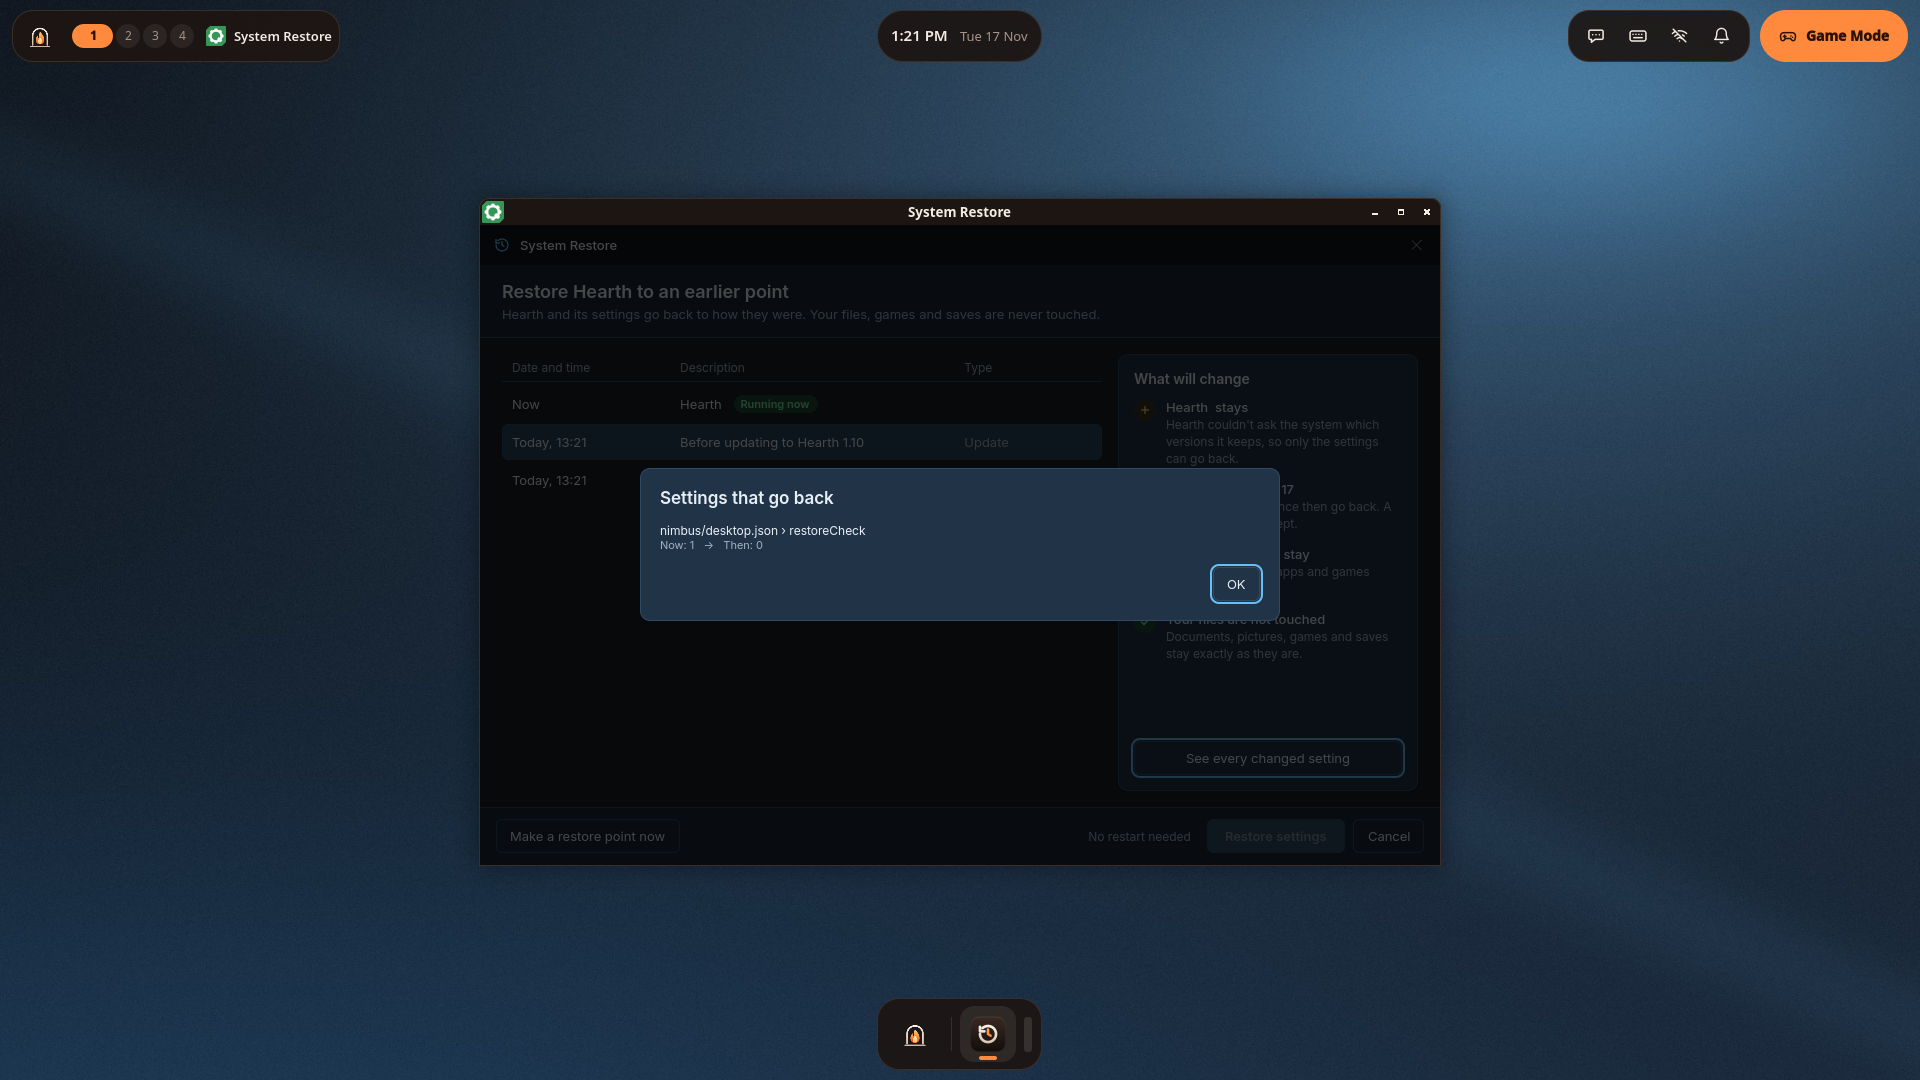 1 2 3 4 System Restore
1:21 PM Tue 17 Nov
Game Mode
System Restore
System Restore
Restore Hearth to an earlier point
Hearth and its settings go back to how they were. Your files, games and saves are never touched.
Date and time Description Type
Now Hearth Running now
Today, 13:21 Before updating to Hearth 1.10 Update
Today, 13:21
What will change
Hearth stays
Hearth couldn't ask the system which
versions it keeps, so only the settings
can go back.
17
then go back. A
stay
apps and games
touched
Documents, pictures, games and saves
stay exactly as they are.
See every changed setting
Settings that go back
nimbus/desktop.json › restoreCheck
Now: 1 → Then: 0
OK
Make a restore point now
No restart needed
Restore settings
Cancel